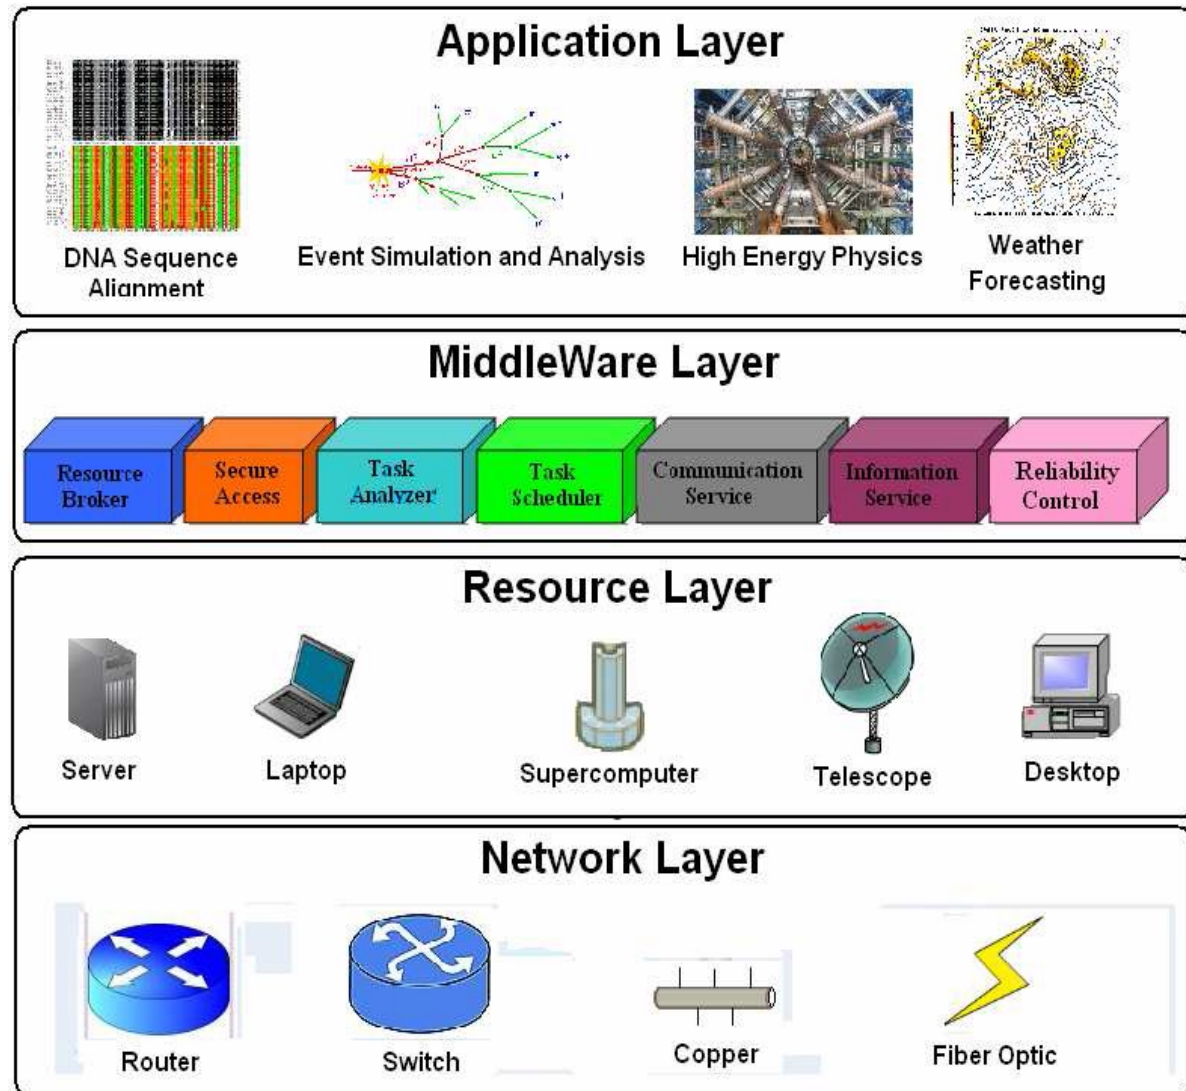 Application Layer
DNA Sequence
Alignment
Event Simulation and Analysis
High Energy Physics
Weather
Forecasting
MiddleWare Layer
Resource
Broker
Secure
Access
Task
Analyzer
Task
Scheduler
Communication
Service
Information
Service
Reliability
Control
Resource Layer
Server
Laptop
Supercomputer
Telescope
Desktop
Network Layer
Router
Switch
Copper
Fiber Optic